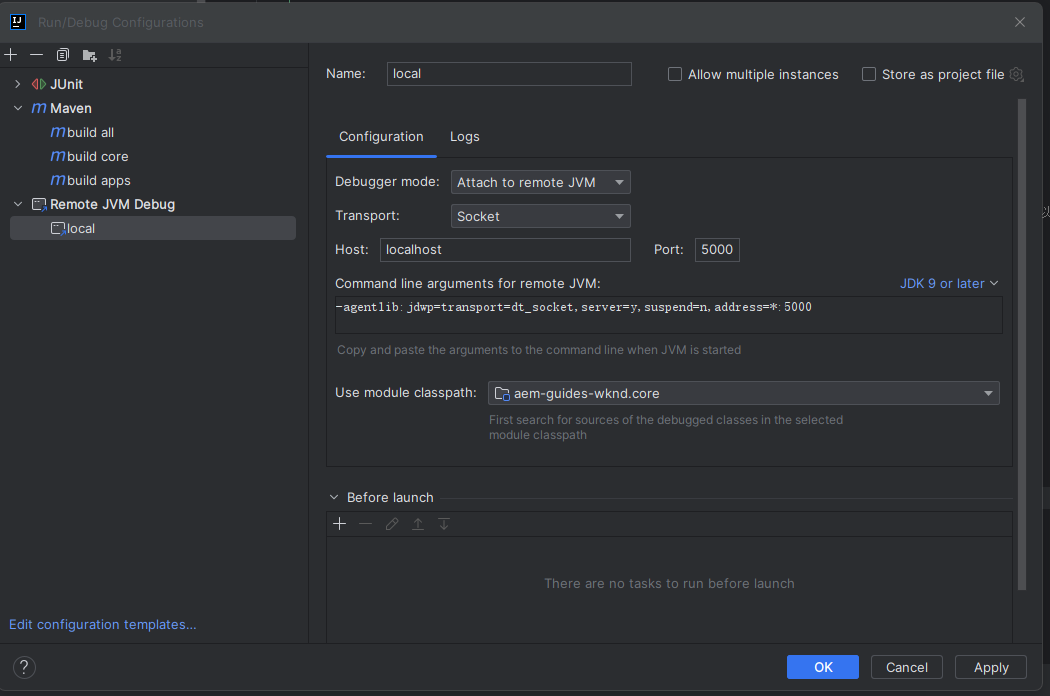 Run/Debug Configurations
Name:
local
Allow multiple instances
Store as project file
JUnit
Maven
build all
build core
build apps
Remote JVM Debug
local
Configuration
Logs
Debugger mode:
Attach to remote JVM
Transport:
Socket
Host:
localhost
Port:
5000
Command line arguments for remote JVM:
JDK 9 or later
-agentlib:jdwp=transport=dt_socket,server=y,suspend=n,address=*:5000
Copy and paste the arguments to the command line when JVM is started
Use module classpath:
aem-guides-wknd.core
First search for sources of the debugged classes in the selected
module classpath
Before launch
There are no tasks to run before launch
Edit configuration templates...
?
OK
Cancel
Apply